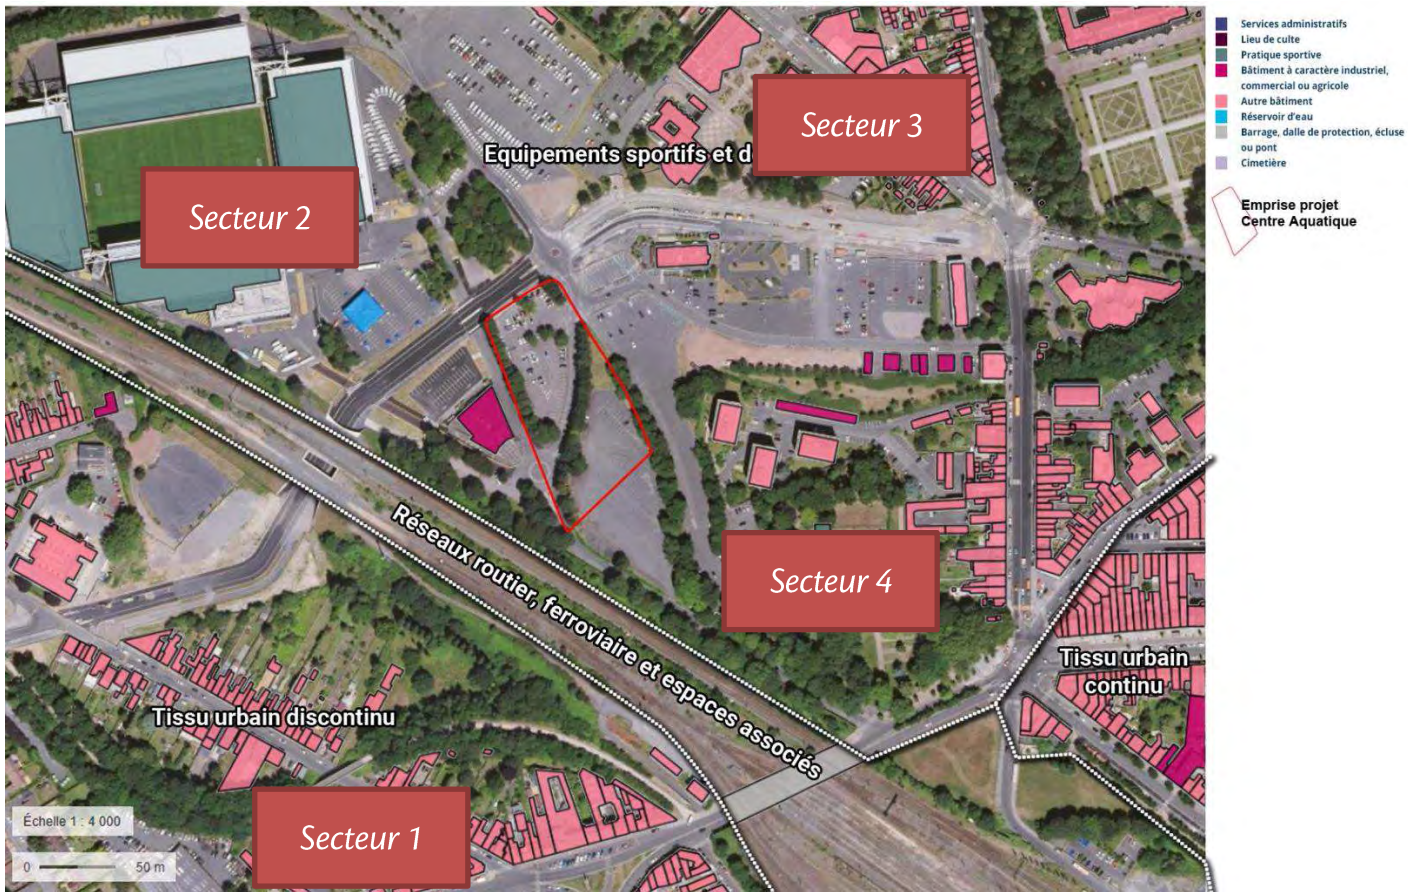 Services administratifs
Lieu de culte
Pratique sportive
Bâtiment à caractère industriel,
commercial ou agricole
Autre bâtiment
Réservoir d'eau
Barrage, dalle de protection, écluse
ou pont
Cimetière
Emprise projet
Centre Aquatique
Secteur 3
Equipements sportifs et d
Secteur 2
Réseaux routier, ferroviaire et espaces associés
Secteur 4
Tissu urbain
continu
Tissu urbain discontinu
Secteur 1
Échelle 1 : 4 000
0 50 m